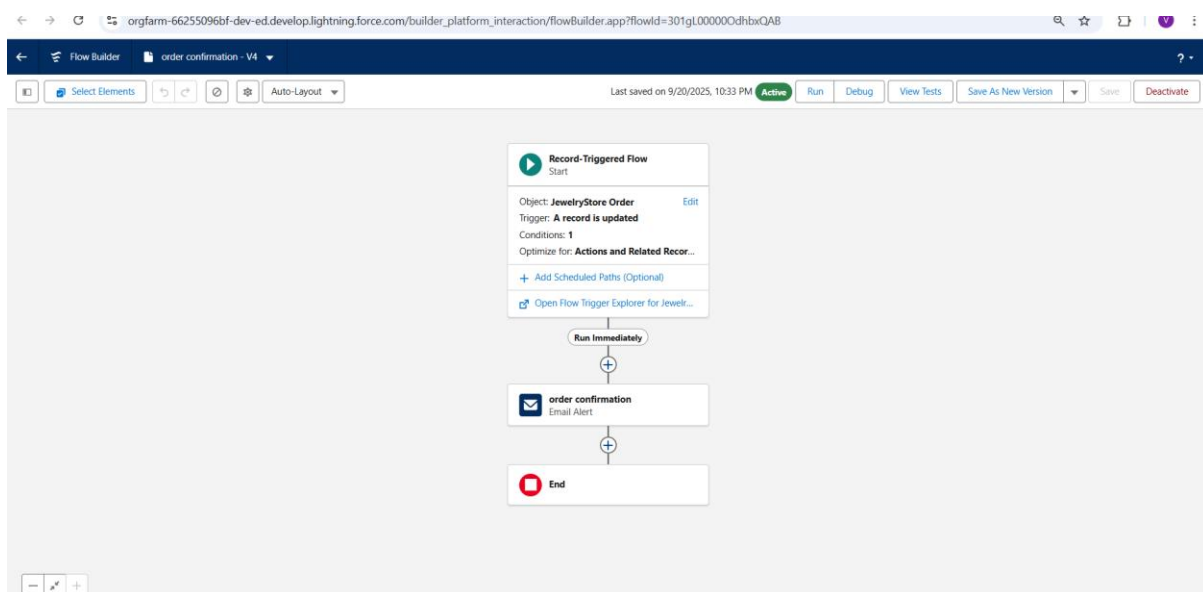 orgfarm-66255096bf-dev-ed.develop.lightning.force.com/builder_platform_interaction/flowBuilder.app?flowId=301gL00000OdhbxQAB
V
Flow Builder order confirmation - V4 ?
Select Elements Auto-Layout Last saved on 9/20/2025, 10:33 PM Active Run Debug View Tests Save As New Version Save Deactivate
Record-Triggered Flow
Start
Object: JewelryStore Order Edit
Trigger: A record is updated
Conditions: 1
Optimize for: Actions and Related Recor...
+ Add Scheduled Paths (Optional)
Open Flow Trigger Explorer for Jewelr...
Run Immediately
order confirmation
Email Alert
End